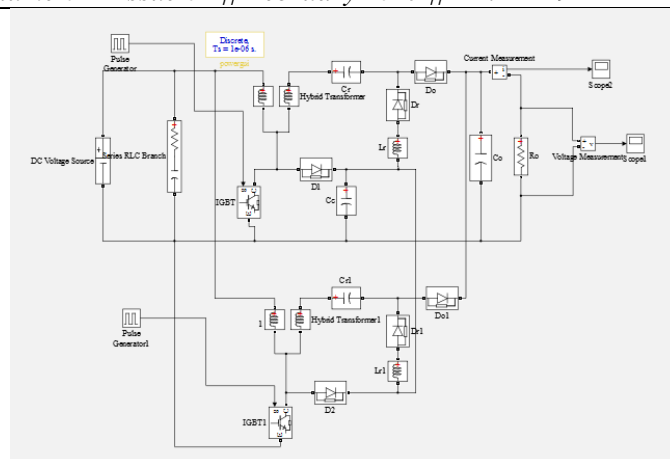 Pulse
Generator
Discrete,
Ts = 1e-06 s.
powergui
Cr
Do
Current Measurement
Scope2
Hybrid Transformer
Dr
Lr
DC Voltage Source
Series RLC Branch
Co
Ro
Voltage Measurement
Scope1
IGBT
D1
Cc
Cr1
Do1
1
Hybrid Transformer1
Dr1
Pulse
Generator1
Lr1
D2
IGBT1